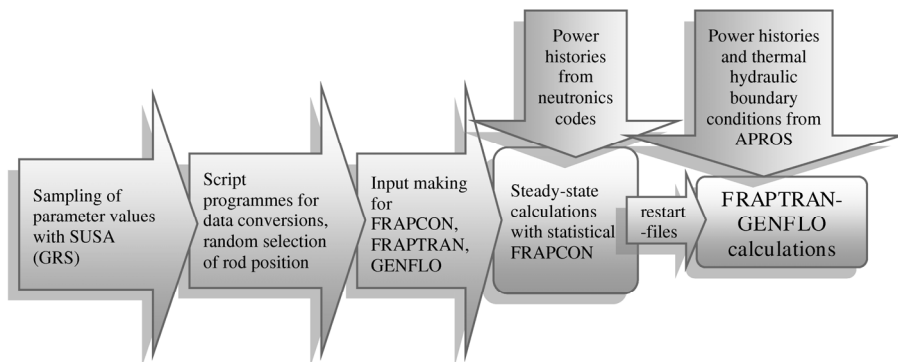 Sampling of
parameter values
with SUSA
(GRS)
Script
programmes for
data conversions,
random selection
of rod position
Input making
for
FRAPCON,
FRAPTRAN,
GENFLO
Power
histories
from
neutronics
codes
Steady-state
calculations
with statistical
FRAPCON
restart
-files
Power histories
and thermal
hydraulic
boundary
conditions from
APROS
FRAPTRAN-
GENFLO
calculations